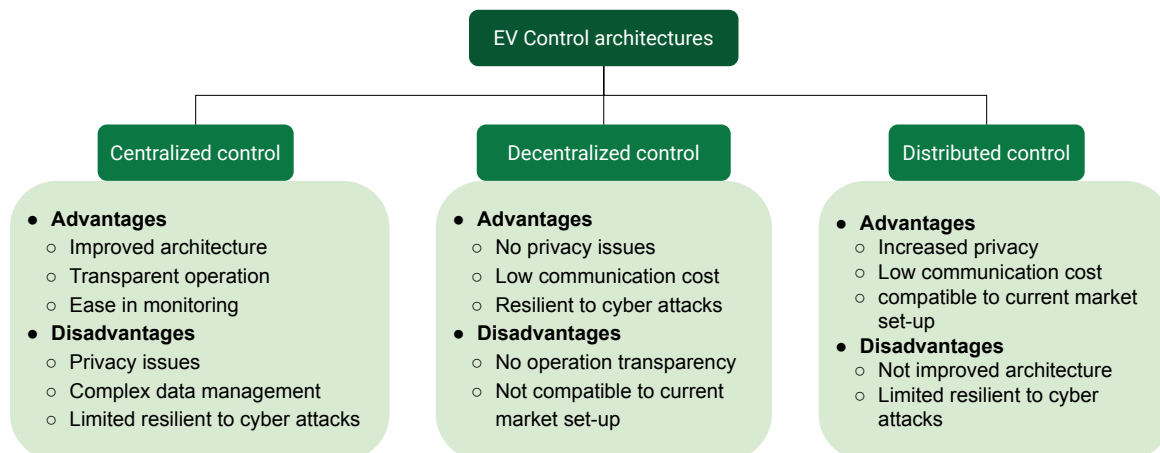 EV Control architectures
Centralized control
● Advantages
○ Improved architecture
○ Transparent operation
○ Ease in monitoring
● Disadvantages
○ Privacy issues
○ Complex data management
○ Limited resilient to cyber attacks
Decentralized control
● Advantages
○ No privacy issues
○ Low communication cost
○ Resilient to cyber attacks
● Disadvantages
○ No operation transparency
○ Not compatible to current
market set-up
Distributed control
● Advantages
○ Increased privacy
○ Low communication cost
○ compatible to current market
set-up
● Disadvantages
○ Not improved architecture
○ Limited resilient to cyber
attacks